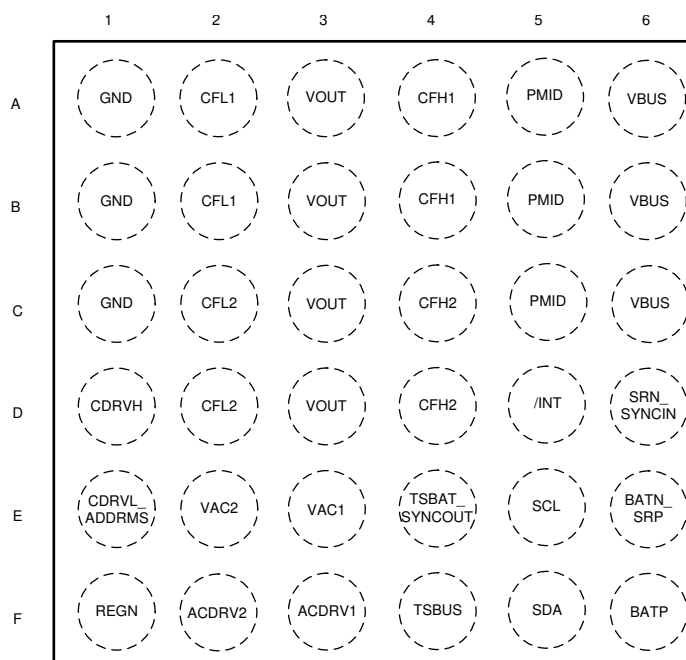 1 2 3 4 5 6
A GND CFL1 VOUT CFH1 PMID VBUS
B GND CFL1 VOUT CFH1 PMID VBUS
C GND CFL2 VOUT CFH2 PMID VBUS
D CDRVH CFL2 VOUT CFH2 /INT SRN_
SYNCIN
E CDRVL_
ADDRMS VAC2 VAC1 TSBAT_
SYNCOUT SCL BATN_
SRP
F REGN ACDRV2 ACDRV1 TSBUS SDA BATP